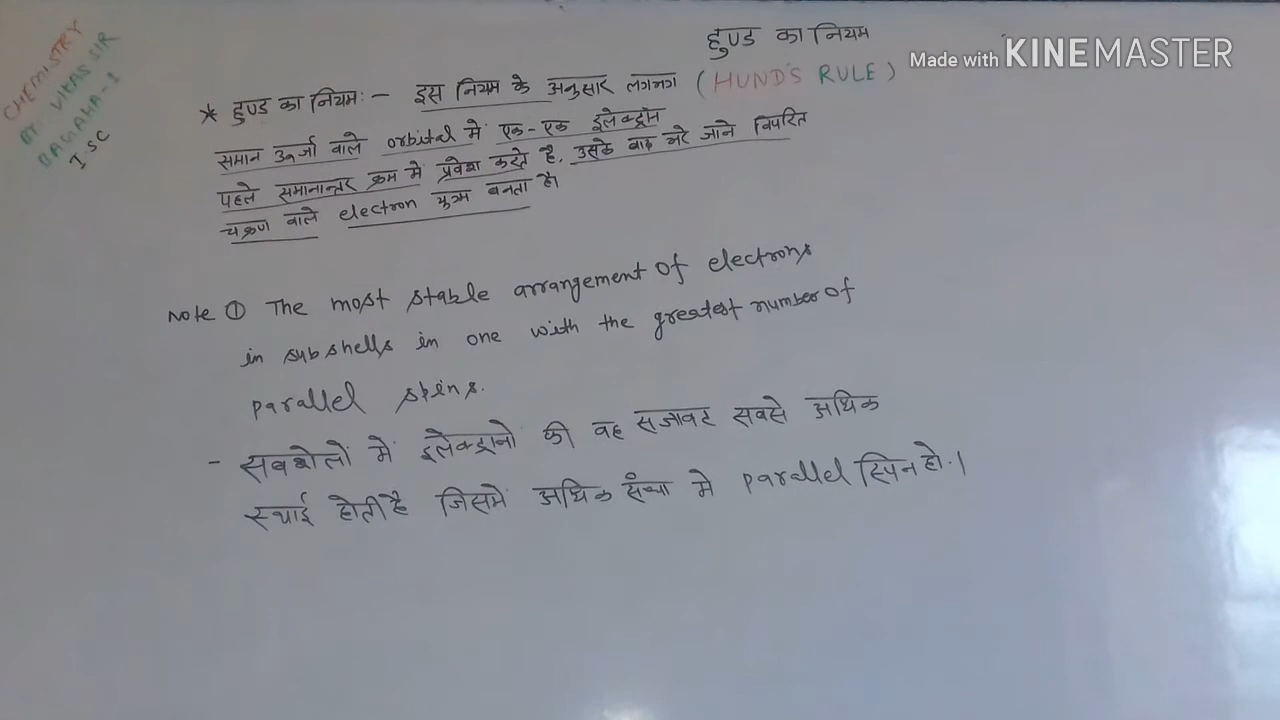 CHEMISTRY
BY VIKAS SIR
BAGAHA-1
I SC
हुण्ड का नियम
Made with KINEMASTER
(HUND'S RULE)
* हुण्ड का नियम:- इस नियम के अनुसार लगभग
समान उर्जा वाले orbital में एक-एक इलेक्ट्रॉन
पहले समानान्तर क्रम में प्रवेश करते है, उसके बाद भरे जाने विपरित
चक्रण वाले electron युग्म बनता है।
Note ① The most stable arrangement of electrons
in subshells in one with the greatest number of
parallel spins.
- सबशेलों में इलेक्ट्रानो की वह सजावट सबसे अधिक
स्थाई होती है जिसमें अधिक संख्या मे parallel स्पिन हो.।